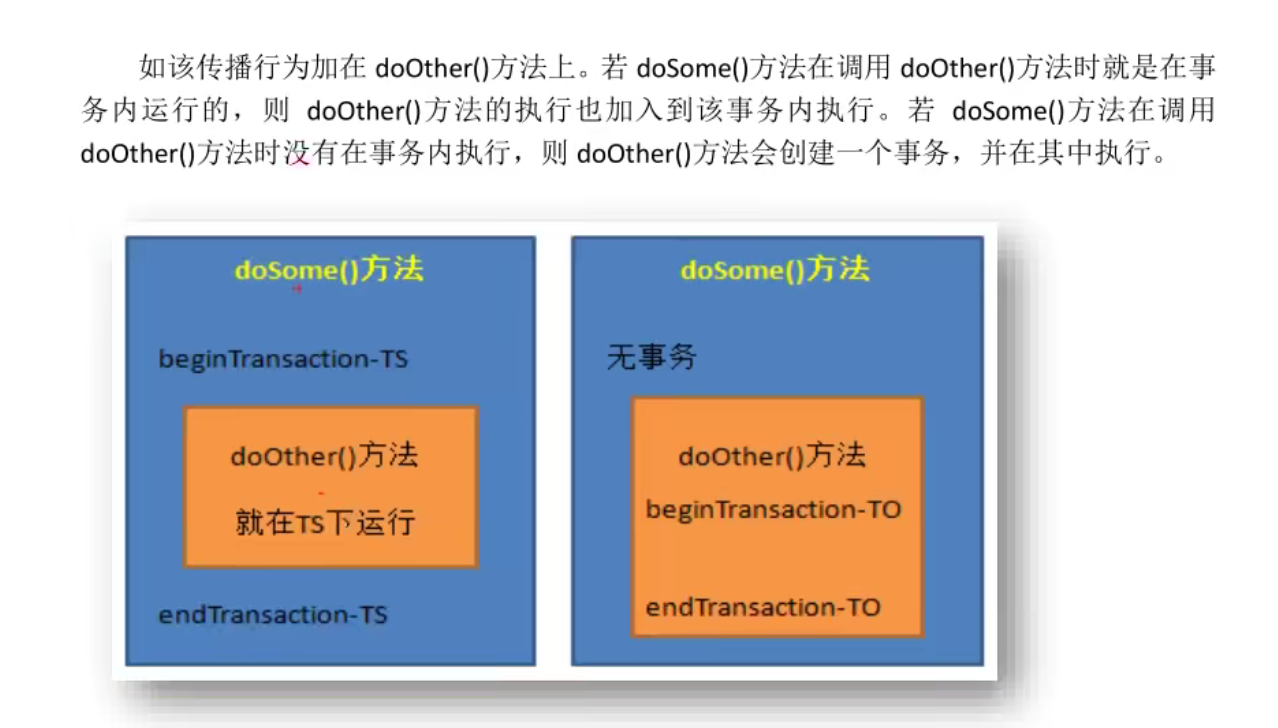 如该传播行为加在 doOther()方法上。若 doSome()方法在调用 doOther()方法时就是在事
务内运行的，则 doOther()方法的执行也加入到该事务内执行。若 doSome()方法在调用
doOther()方法时没有在事务内执行，则 doOther()方法会创建一个事务，并在其中执行。
doSome()方法
beginTransaction-TS
doOther()方法
就在TS下运行
endTransaction-TS
doSome()方法
无事务
doOther()方法
beginTransaction-TO
endTransaction-TO